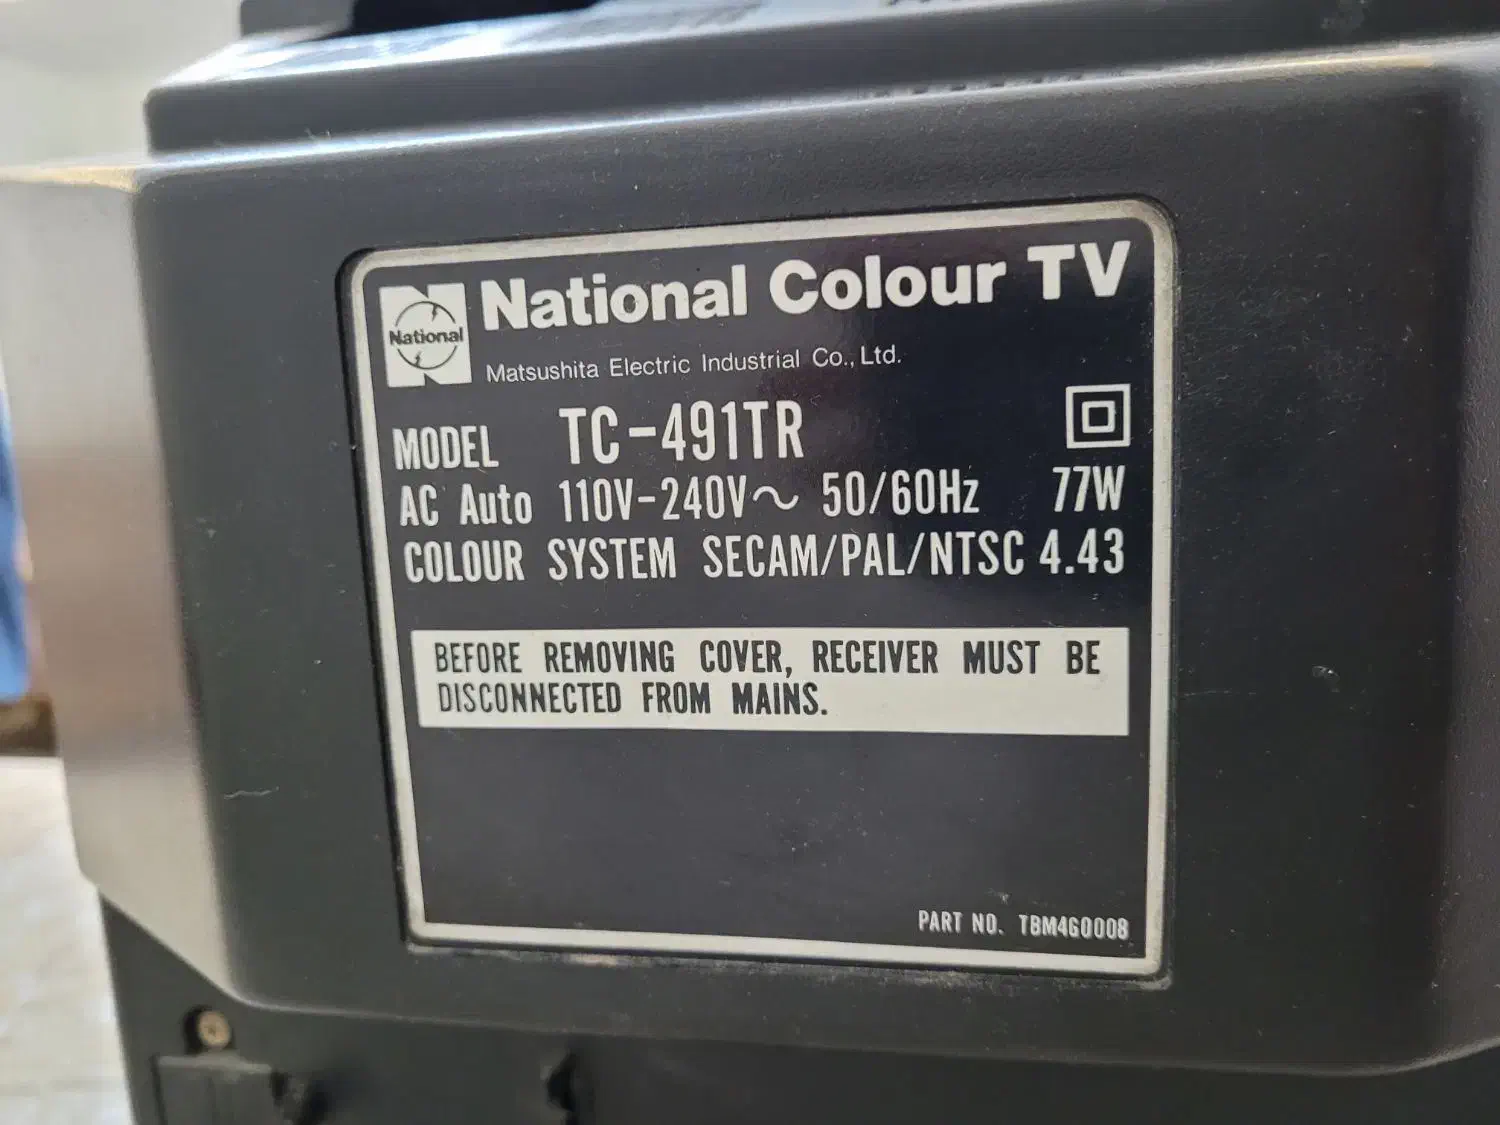 National
National Colour TV
Matsushita Electric Industrial Co., Ltd.
MODEL TC-491TR
AC Auto 110V-240V～ 50/60Hz 77W
COLOUR SYSTEM SECAM/PAL/NTSC 4.43
BEFORE REMOVING COVER, RECEIVER MUST BE
DISCONNECTED FROM MAINS.
PART NO. TBM4G0008